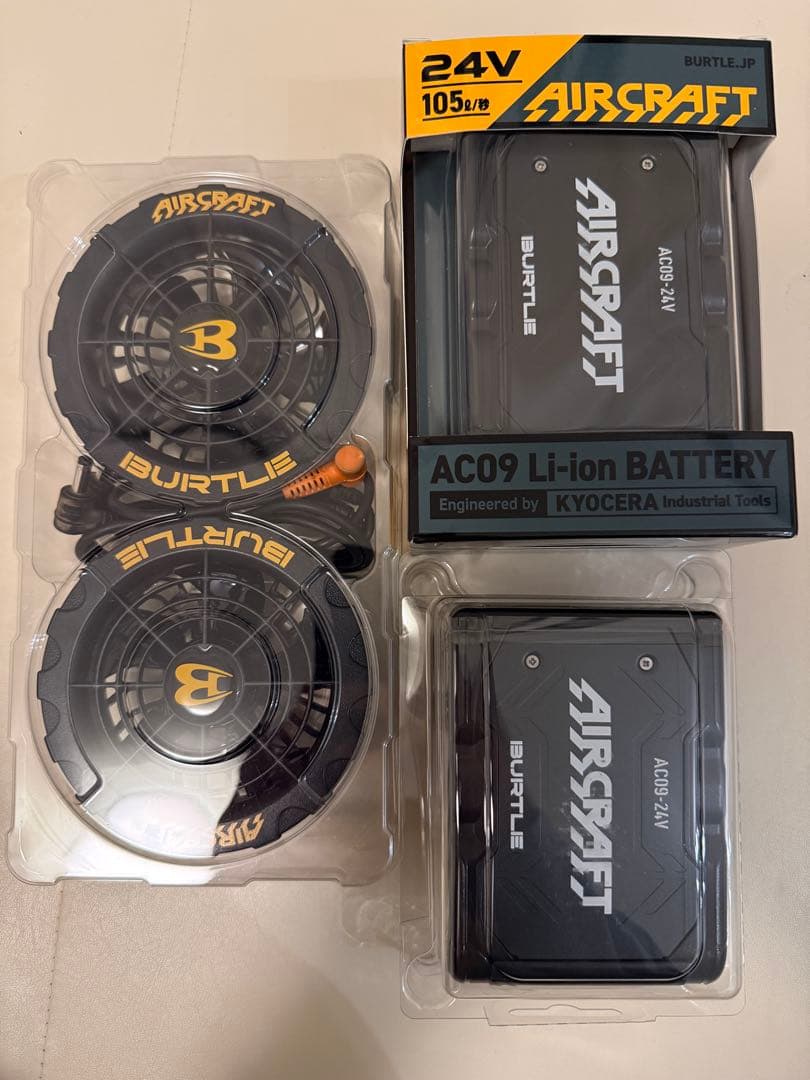 AIRCRAFT
B
BURTLE
BURTLE
B
AIRCRAFT
24V
105ℓ/秒
BURTLE.JP
AIRCRAFT
AIRCRAFT
BURTLE
AC09-24V
AC09 Li-ion BATTERY
Engineered by KYOCERA Industrial Tools
AIRCRAFT
BURTLE
AC09-24V